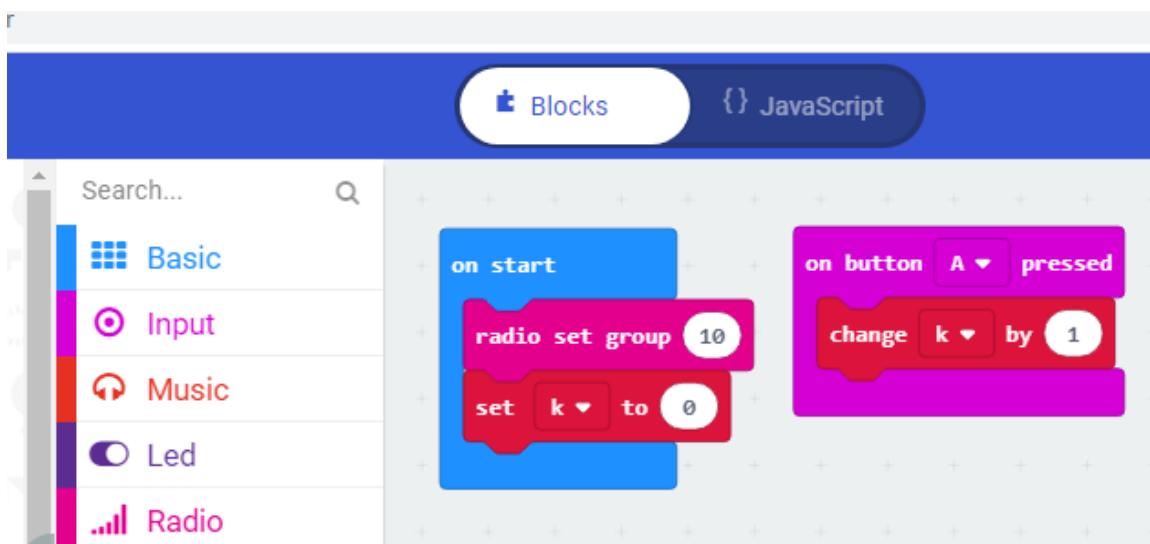 r
Blocks
{} JavaScript
Search...
Basic
Input
Music
Led
Radio
on start
radio set group 10
set k to 0
on button A pressed
change k by 1